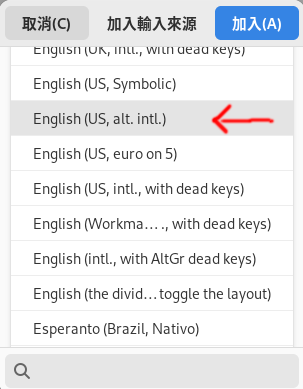 取消(C) 加入輸入來源 加入(A)
English (UK, intl., with dead keys)
English (US, Symbolic)
English (US, alt. intl.)
English (US, euro on 5)
English (US, intl., with dead keys)
English (Workma… ., with dead keys)
English (intl., with AltGr dead keys)
English (the divid…toggle the layout)
Esperanto (Brazil, Nativo)